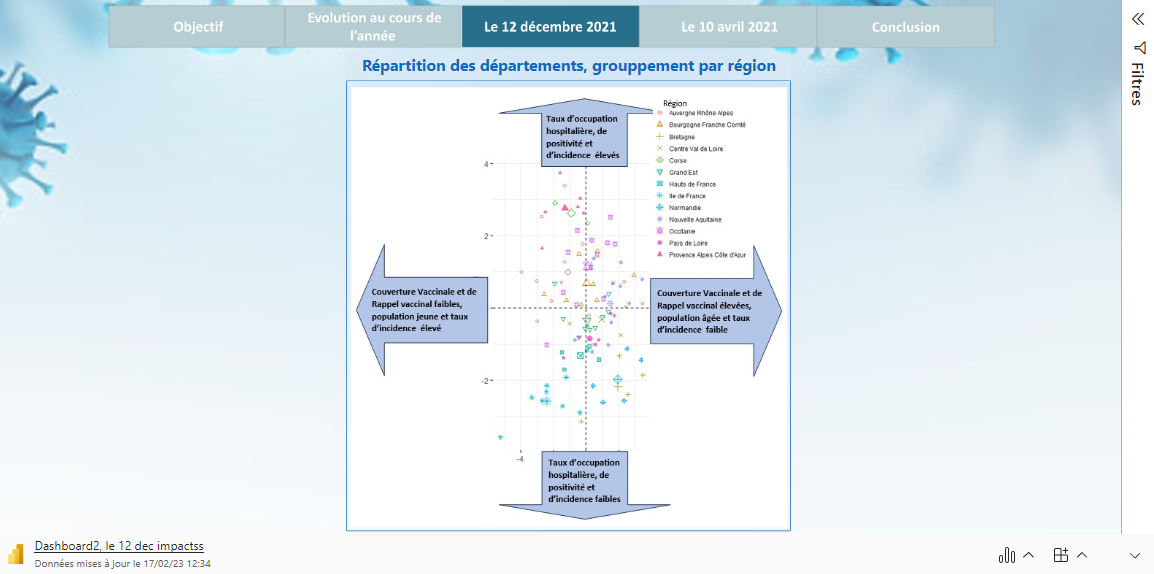 Objectif
Evolution au cours de
l'année
Le 12 décembre 2021
Le 10 avril 2021
Conclusion
Répartition des départements, grouppement par région
Filtres
Taux d'occupation
hospitalière, de
positivité et
d'incidence élevés
Région
Auvergne Rhône Alpes
Bourgogne Franche Comté
Bretagne
Centre Val de Loire
Corse
Grand Est
Hauts de France
Ile de France
Normandie
Nouvelle Aquitaine
Occitanie
Pays de Loire
Provence Alpes Côte d'Azur
4
2
-2
-4
Couverture Vaccinale et de
Rappel vaccinal faibles,
population jeune et taux
d'incidence élevé
Couverture Vaccinale et de
Rappel vaccinal élevées,
population âgée et taux
d'incidence faible
Taux d'occupation
hospitalière, de
positivité et
d'incidence faibles
Dashboard2, le 12 dec impactss
Données mises à jour le 17/02/23 12:34